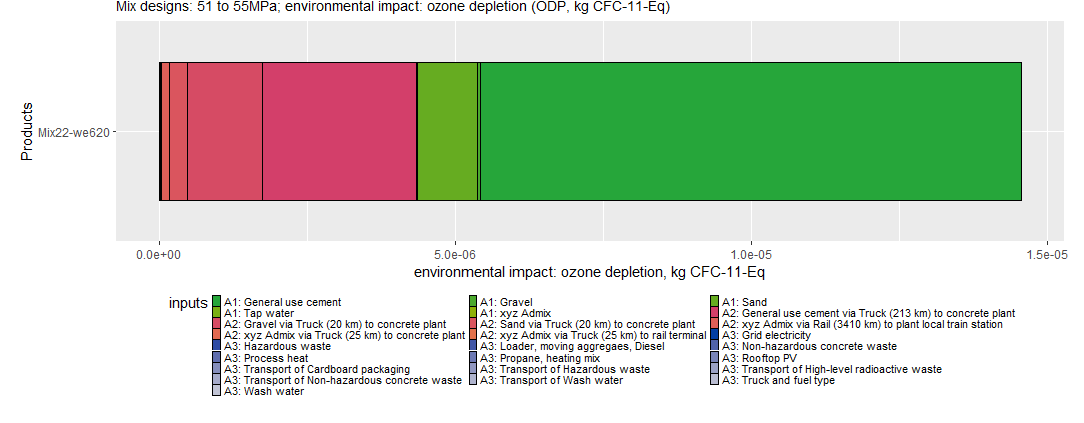 Mix designs: 51 to 55MPa; environmental impact: ozone depletion (ODP, kg CFC-11-Eq)
Products
Mix22-we620
0.0e+00 5.0e-06 1.0e-05 1.5e-05
environmental impact: ozone depletion, kg CFC-11-Eq
inputs
A1: General use cement A1: Gravel A1: Sand
A1: Tap water A1: xyz Admix A2: General use cement via Truck (213 km) to concrete plant
A2: Gravel via Truck (20 km) to concrete plant A2: Sand via Truck (20 km) to concrete plant A2: xyz Admix via Rail (3410 km) to plant local train station
A2: xyz Admix via Truck (25 km) to concrete plant A2: xyz Admix via Truck (25 km) to rail terminal A3: Grid electricity
A3: Hazardous waste A3: Loader, moving aggregaes, Diesel A3: Non-hazardous concrete waste
A3: Process heat A3: Propane, heating mix A3: Rooftop PV
A3: Transport of Cardboard packaging A3: Transport of Hazardous waste A3: Transport of High-level radioactive waste
A3: Transport of Non-hazardous concrete waste A3: Transport of Wash water A3: Truck and fuel type
A3: Wash water